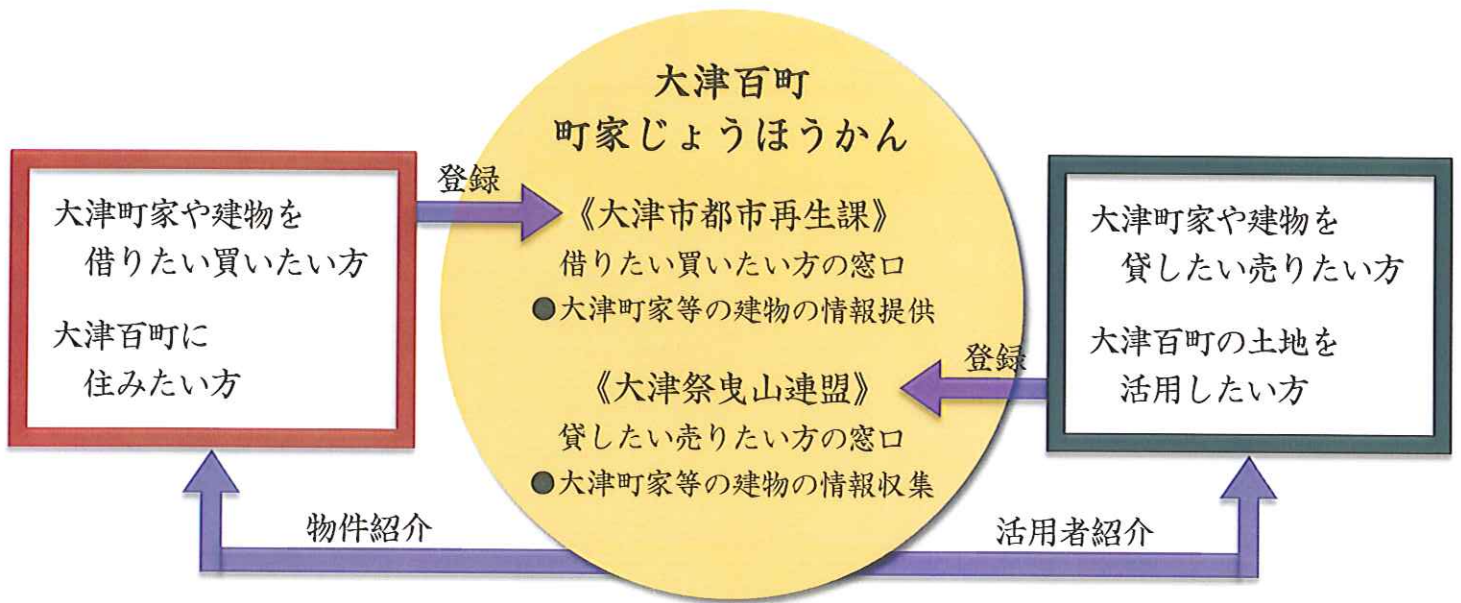 大津百町
町家じょうほうかん
登録
大津町家や建物を
借りたい買いたい方
大津百町に
住みたい方
《大津市都市再生課》
借りたい買いたい方の窓口
●大津町家等の建物の情報提供
《大津祭曳山連盟》
貸したい売りたい方の窓口
●大津町家等の建物の情報収集
登録
大津町家や建物を
貸したい売りたい方
大津百町の土地を
活用したい方
物件紹介
活用者紹介